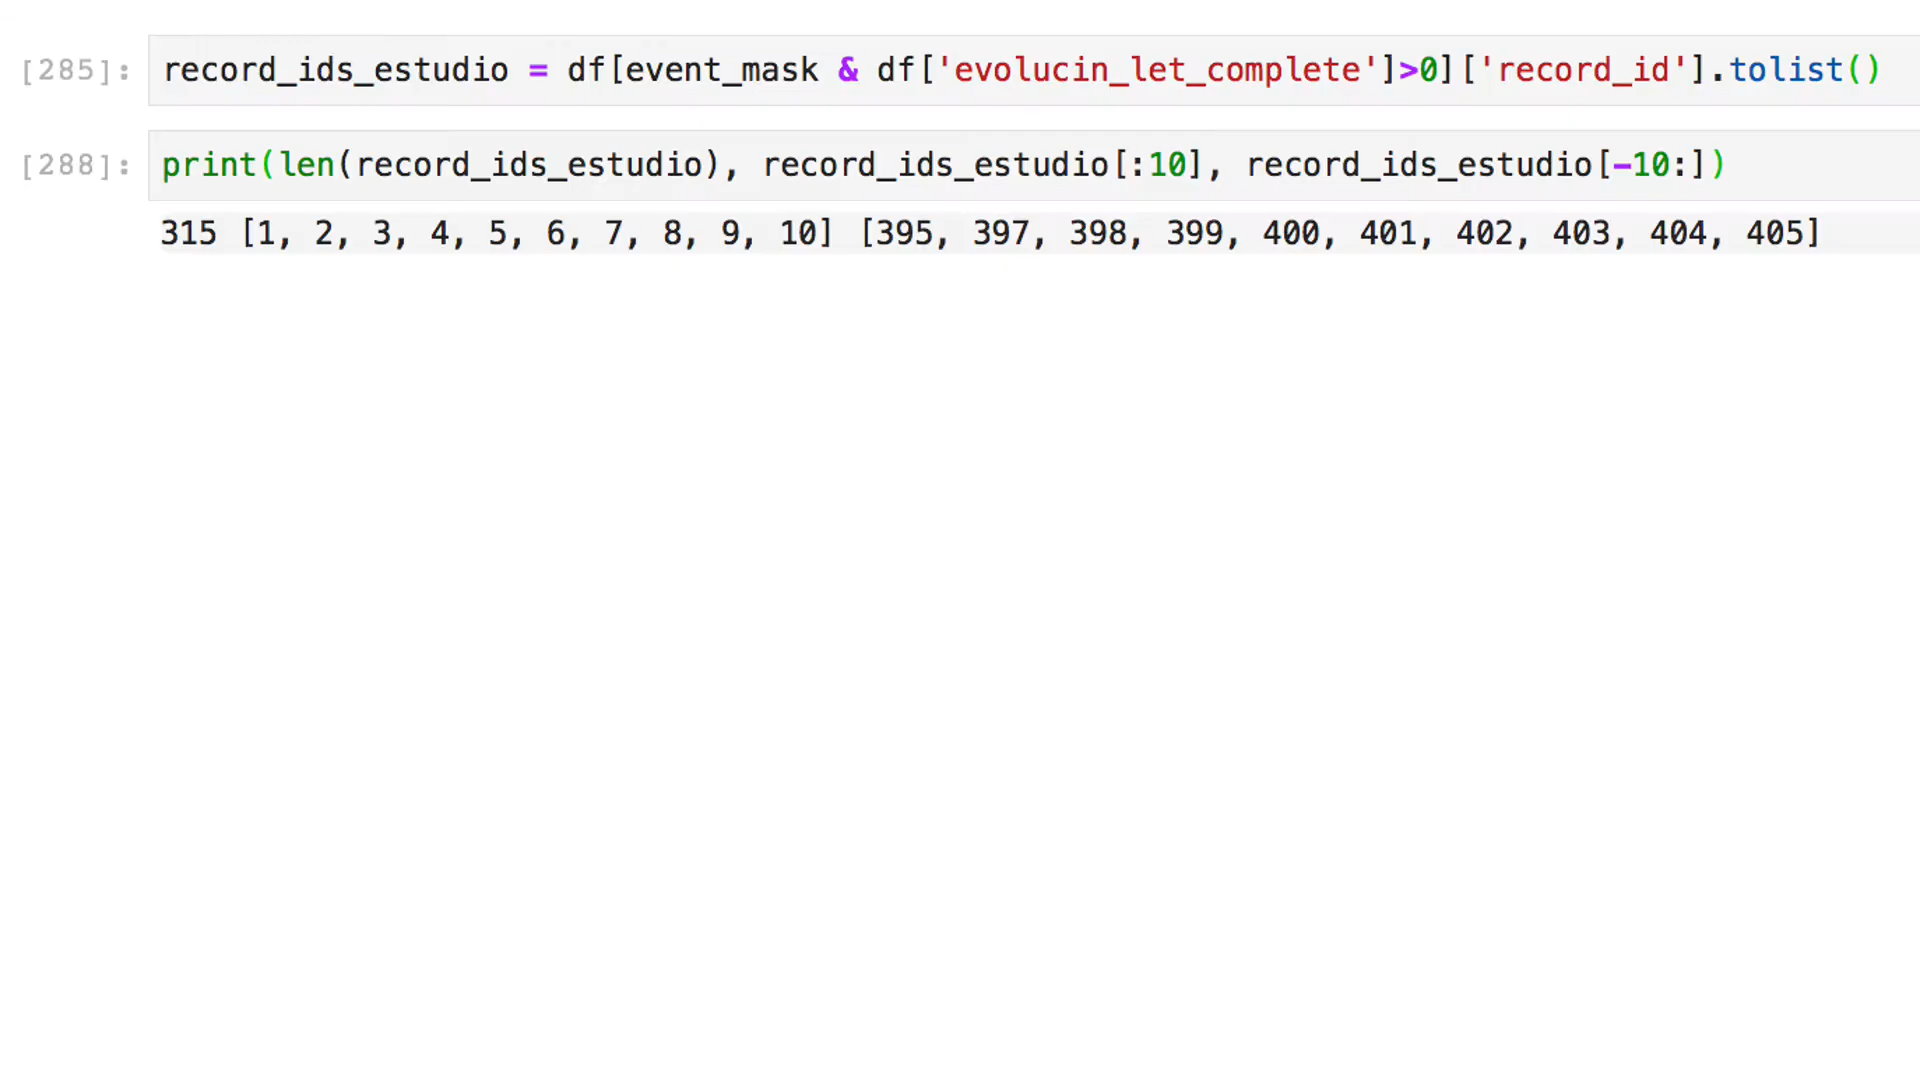 [285]: record_ids_estudio = df[event_mask & df['evolucin_let_complete']>0]['record_id'].tolist()
[288]: print(len(record_ids_estudio), record_ids_estudio[:10], record_ids_estudio[-10:])
315 [1, 2, 3, 4, 5, 6, 7, 8, 9, 10] [395, 397, 398, 399, 400, 401, 402, 403, 404, 405]